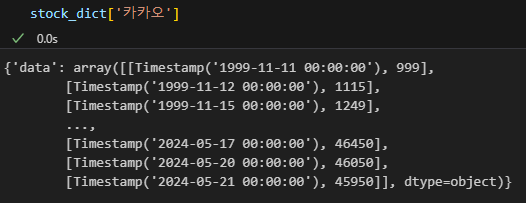 stock_dict['카카오']
0.0s
{'data': array([[Timestamp('1999-11-11 00:00:00'), 999],
[Timestamp('1999-11-12 00:00:00'), 1115],
[Timestamp('1999-11-15 00:00:00'), 1249],
...,
[Timestamp('2024-05-17 00:00:00'), 46450],
[Timestamp('2024-05-20 00:00:00'), 46050],
[Timestamp('2024-05-21 00:00:00'), 45950]], dtype=object)}